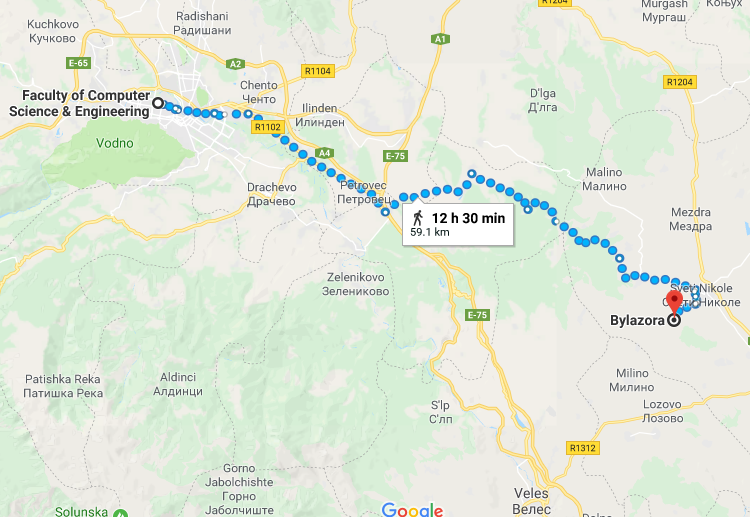 Radishani
Радишани
Kuchkovo
Кучково
E-65
A2
R1104
A1
R1204
Murgash
Мургаш
R1204
Chento
Ченто
Faculty of Computer
Science & Engineering
Ilinden
Илинден
D'lga
Д'лга
R1102
Vodno
A4
E-75
Malino
Малино
Drachevo
Драчево
Petrovec
Петровец
12 h 30 min
59.1 km
Mezdra
Мездра
Zelenikovo
Зелениково
Sveti Nikole
Свети Николе
E-75
Bylazora
Patishka Reka
Патишка Река
Aldinci
Алдинци
Milino
Милино
S'lp
С'лп
Lozovo
Лозово
R1312
Gorno
Jabolchishte
Горно
Јаболчиште
Veles
Велес
Solunska
Google